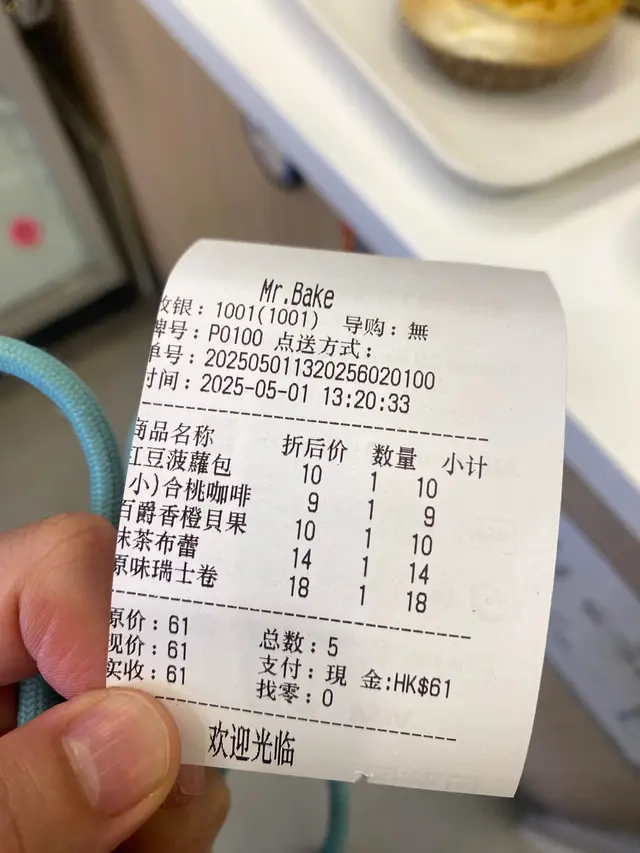 Mr.Bake
收银：1001(1001) 导购：無
牌号：P0100 点送方式：
单号：202505011320256020100
时间：2025-05-01 13:20:33
商品名称 折后价 数量 小计
红豆菠蘿包 10 1 10
小)合桃咖啡 9 1 9
百爵香橙貝果 10 1 10
抹茶布蕾 14 1 14
原味瑞士卷 18 1 18
原价：61 总数：5
现价：61 支付：現 金:HK$61
实收：61 找零：0
欢迎光临